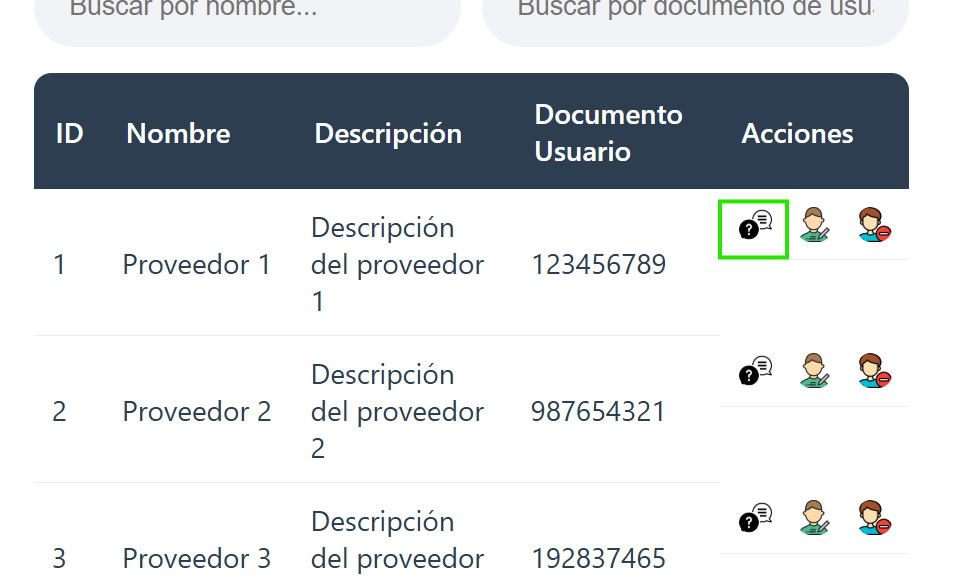 Buscar por nombre...
Buscar por documento de usu
ID
Nombre
Descripción
Documento
Usuario
Acciones
1
Proveedor 1
Descripción
del proveedor
1
123456789
?
2
Proveedor 2
Descripción
del proveedor
2
987654321
?
3
Proveedor 3
Descripción
del proveedor
192837465
?